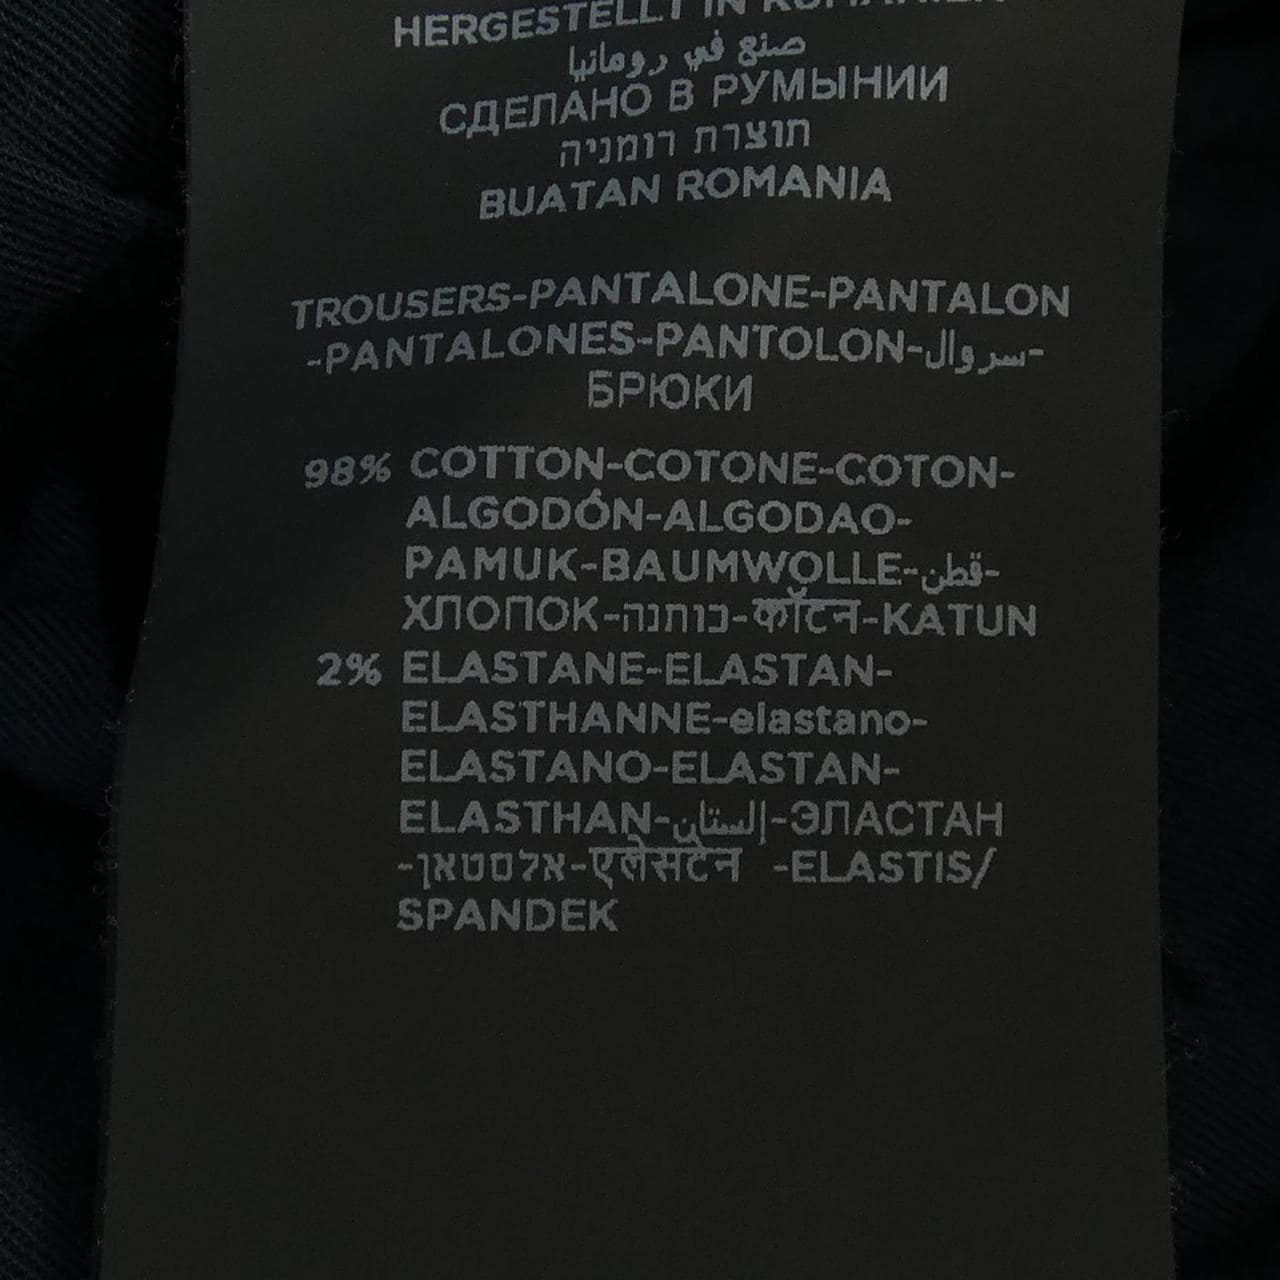 HERGESTELLT IN RUMÄNIEN
صنع في رومانيا
СДЕЛАНО В РУМЫНИИ
תוצרת רומניה
BUATAN ROMANIA
TROUSERS-PANTALONE-PANTALON
-PANTALONES-PANTOLON-سروال-
БРЮКИ
98% COTTON-COTONE-COTON-
ALGODÓN-ALGODAO-
PAMUK-BAUMWOLLE-قطن-
ХЛОПОК-כותנה-कॉटन-KATUN
2% ELASTANE-ELASTAN-
ELASTHANNE-elastano-
ELASTANO-ELASTAN-
ELASTHAN-إلستان-ЭЛАСТАН
-אלסטאן-एलेसटेन -ELASTIS/
SPANDEK